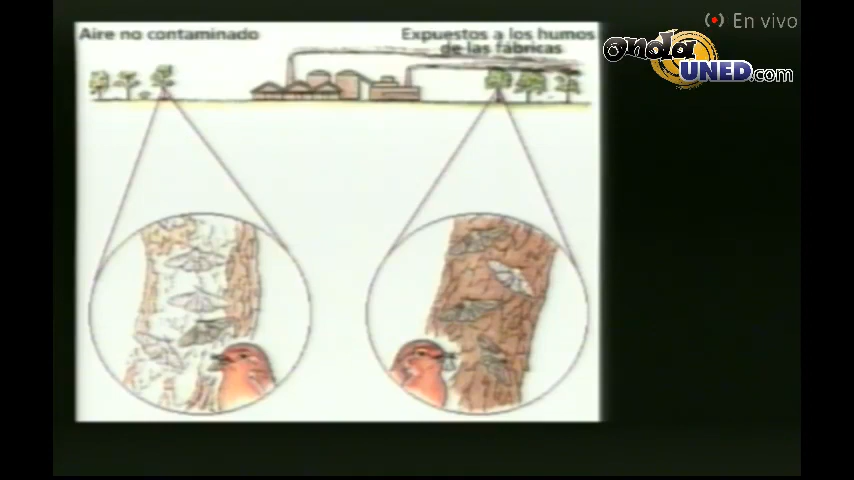 Aire no contaminado
Expuestos a los humos
de las fábricas
En vivo
onda
UNED.com